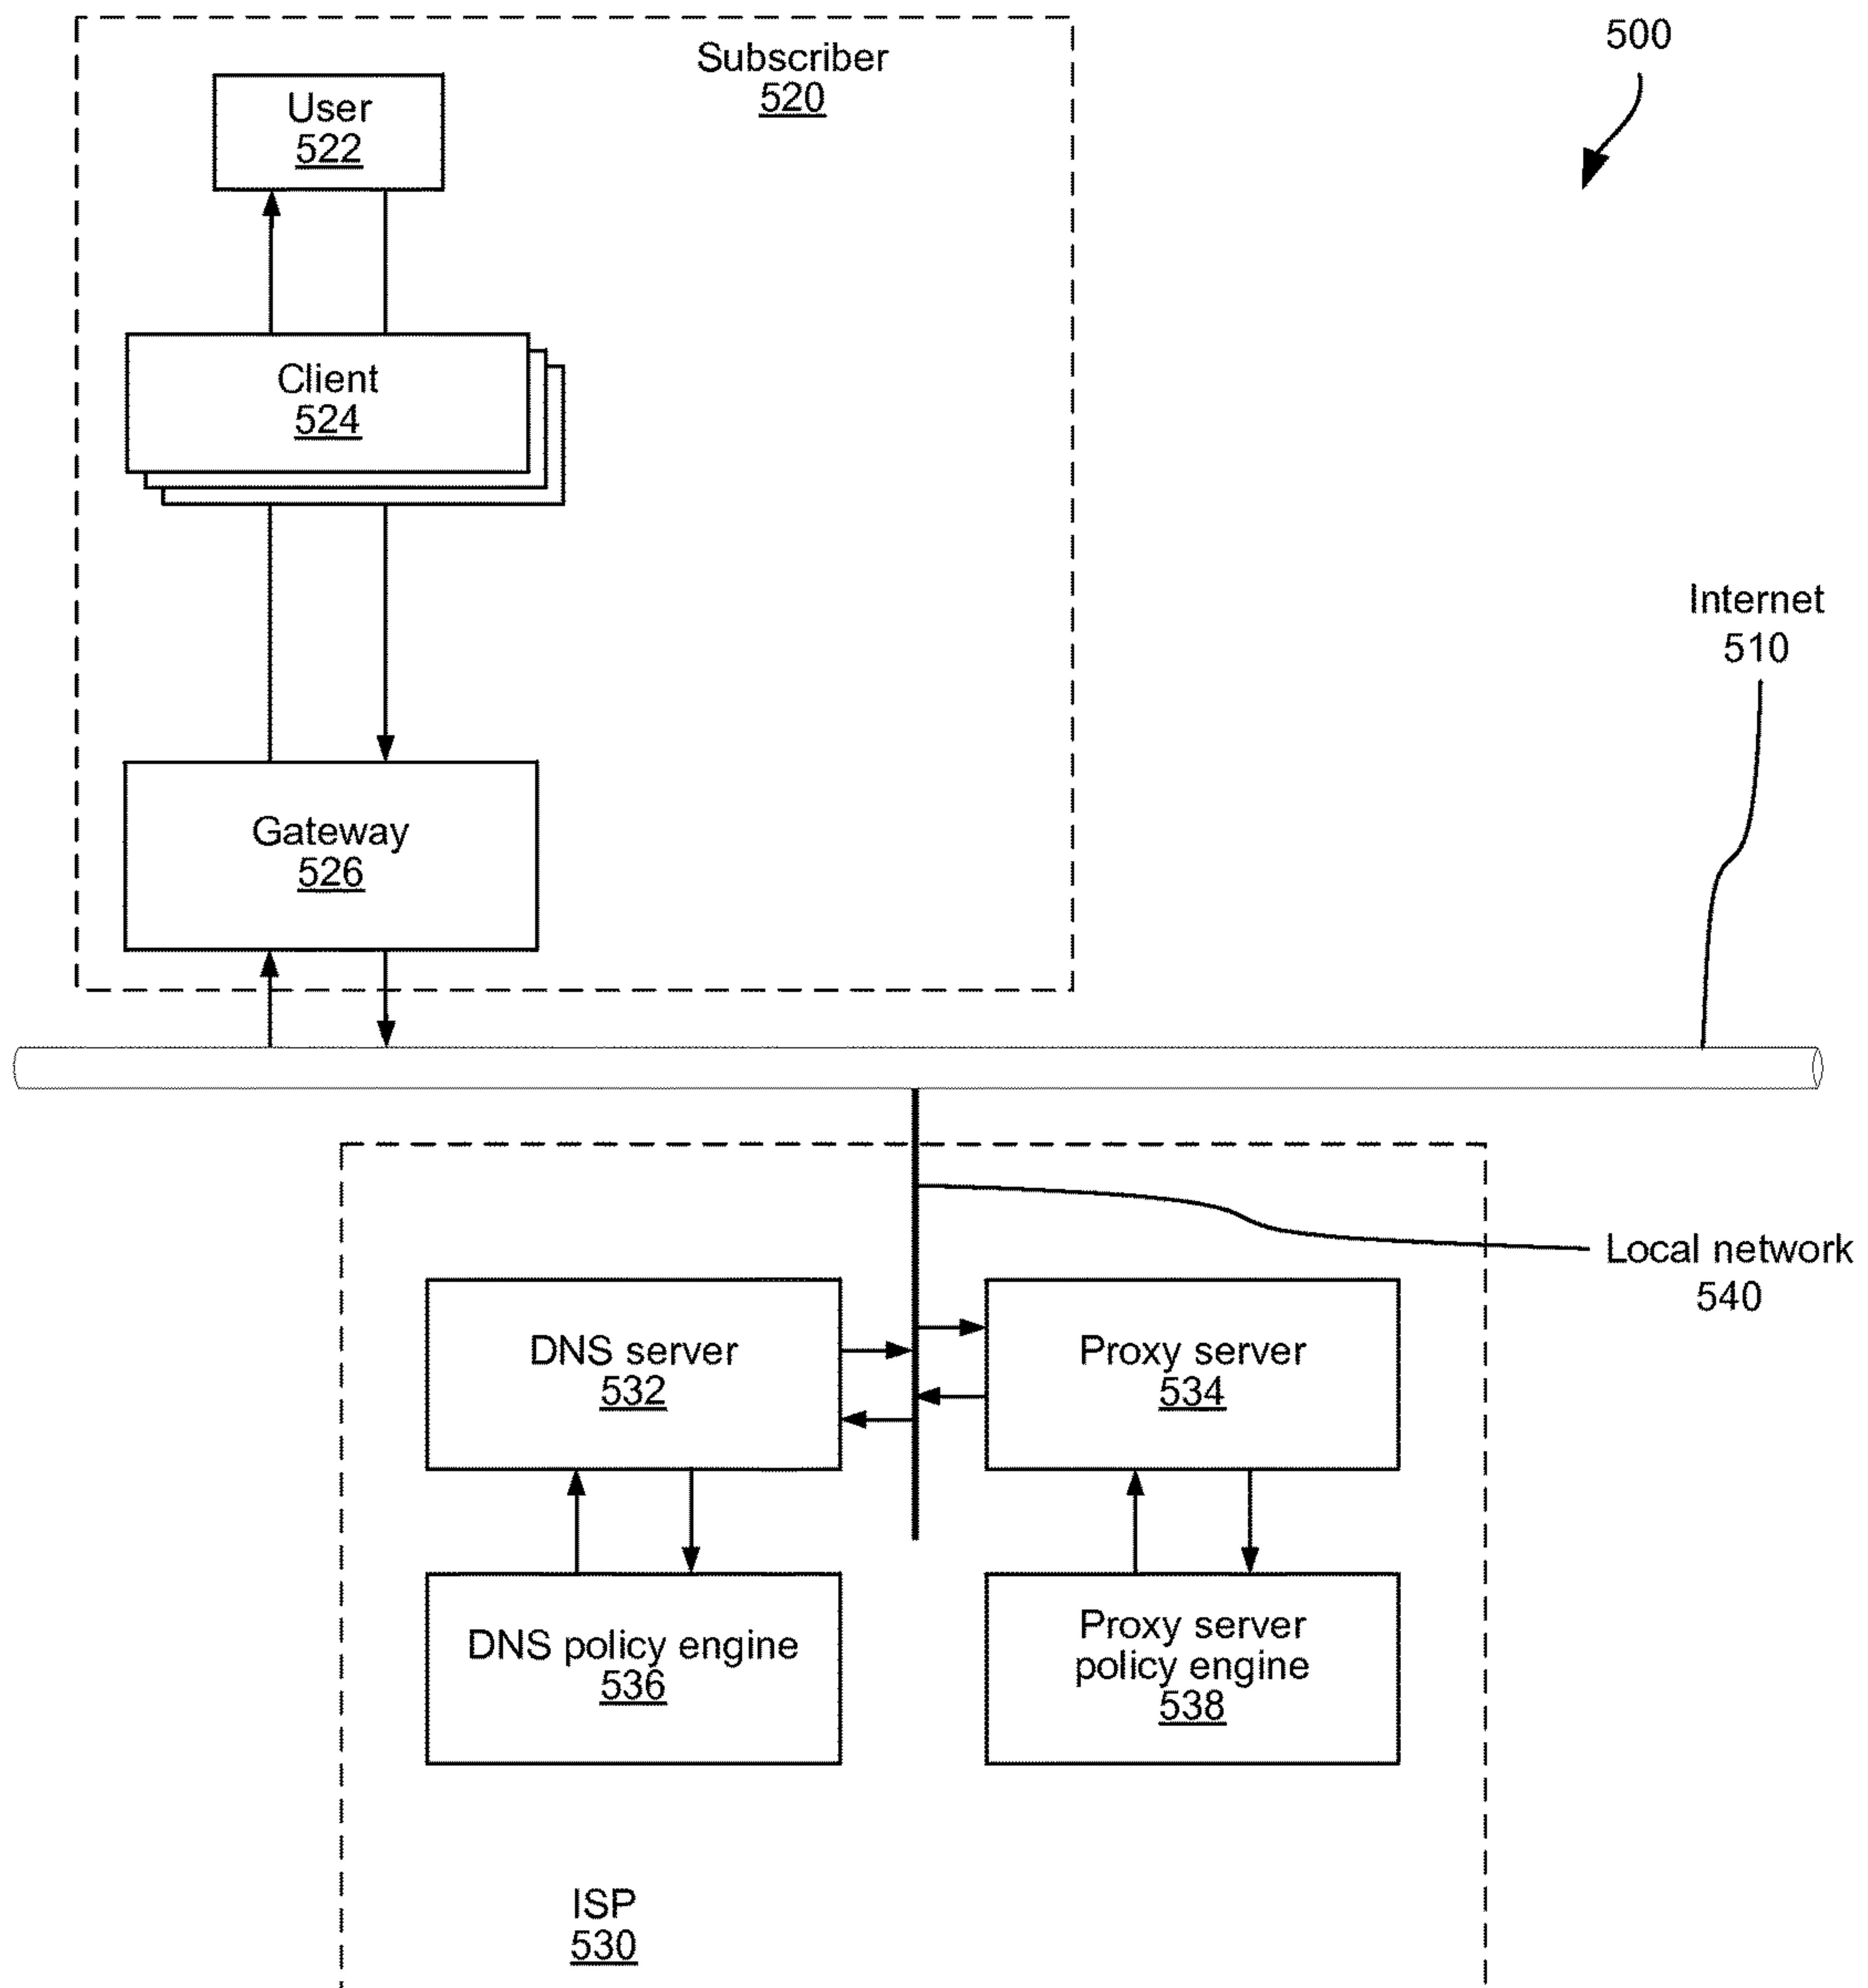 500
Subscriber
520
User
522
Client
524
Internet
510
Gateway
526
Local network
540
DNS server
532
Proxy server
534
DNS policy engine
536
Proxy server
policy engine
538
ISP
530